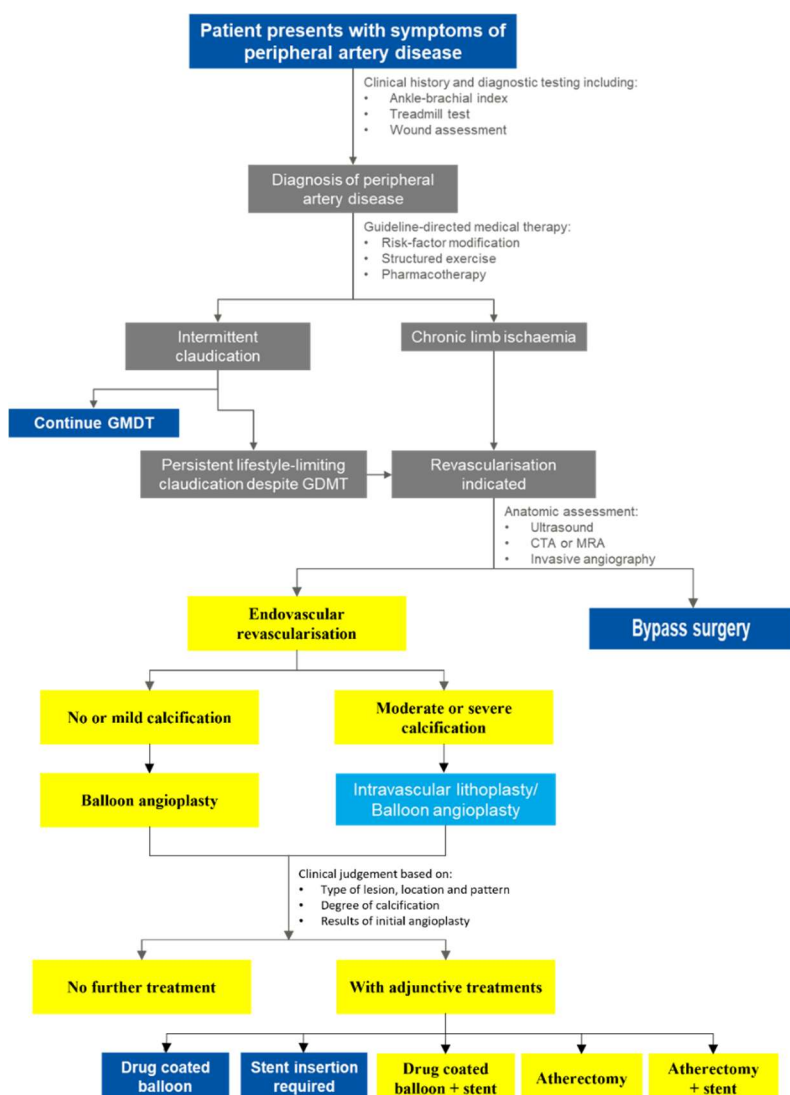 Patient presents with symptoms of
peripheral artery disease
Clinical history and diagnostic testing including:
• Ankle-brachial index
• Treadmill test
• Wound assessment
Diagnosis of peripheral
artery disease
Guideline-directed medical therapy:
• Risk-factor modification
• Structured exercise
• Pharmacotherapy
Intermittent
claudication
Chronic limb ischaemia
Continue GMDT
Persistent lifestyle-limiting
claudication despite GDMT
Revascularisation
indicated
Anatomic assessment:
• Ultrasound
• CTA or MRA
• Invasive angiography
Endovascular
revascularisation
Bypass surgery
No or mild calcification
Moderate or severe
calcification
Balloon angioplasty
Intravascular lithoplasty/
Balloon angioplasty
Clinical judgement based on:
• Type of lesion, location and pattern
• Degree of calcification
• Results of initial angioplasty
No further treatment
With adjunctive treatments
Drug coated
balloon
Stent insertion
required
Drug coated
balloon + stent
Atherectomy
Atherectomy
+ stent